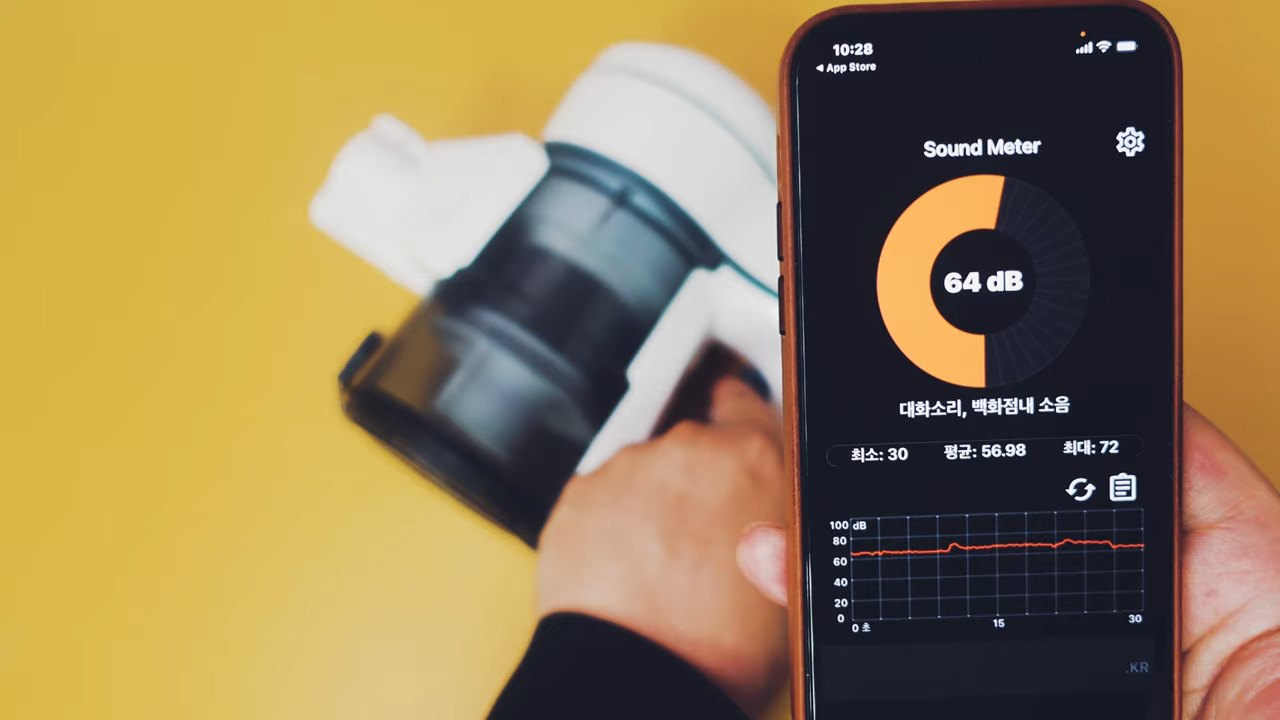 10:28
◀ App Store
Sound Meter
64 dB
대화소리, 백화점내 소음
최소: 30 평균: 56.98 최대: 72
100 dB
80
60
40
20
0
0 초 15 30
.KR